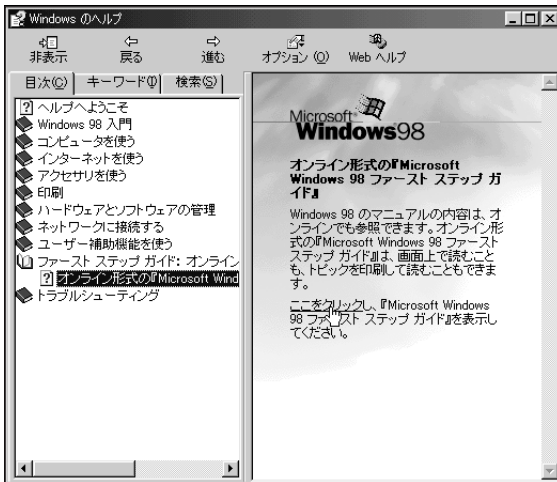 Windows のヘルプ
非表示 戻る 進む オプション (O) Web ヘルプ
目次(C) キーワード(I) 検索(S)
ヘルプへようこそ
Windows 98 入門
コンピュータを使う
インターネットを使う
アクセサリを使う
印刷
ハードウェアとソフトウェアの管理
ネットワークに接続する
ユーザー補助機能を使う
ファースト ステップ ガイド: オンライン
オンライン形式の『Microsoft Wind
トラブルシューティング
Microsoft
Windows98
オンライン形式の『Microsoft
Windows 98 ファースト ステップ ガ
イド』
Windows 98 のマニュアルの内容は、オ
ンラインでも参照できます。オンライン形
式の『Microsoft Windows 98 ファースト
ステップ ガイド』は、画面上で読むこと
も、トピックを印刷して読むこともできま
す。
ここをクリックし、『Microsoft Windows
98 ファースト ステップ ガイド』を表示し
てください。